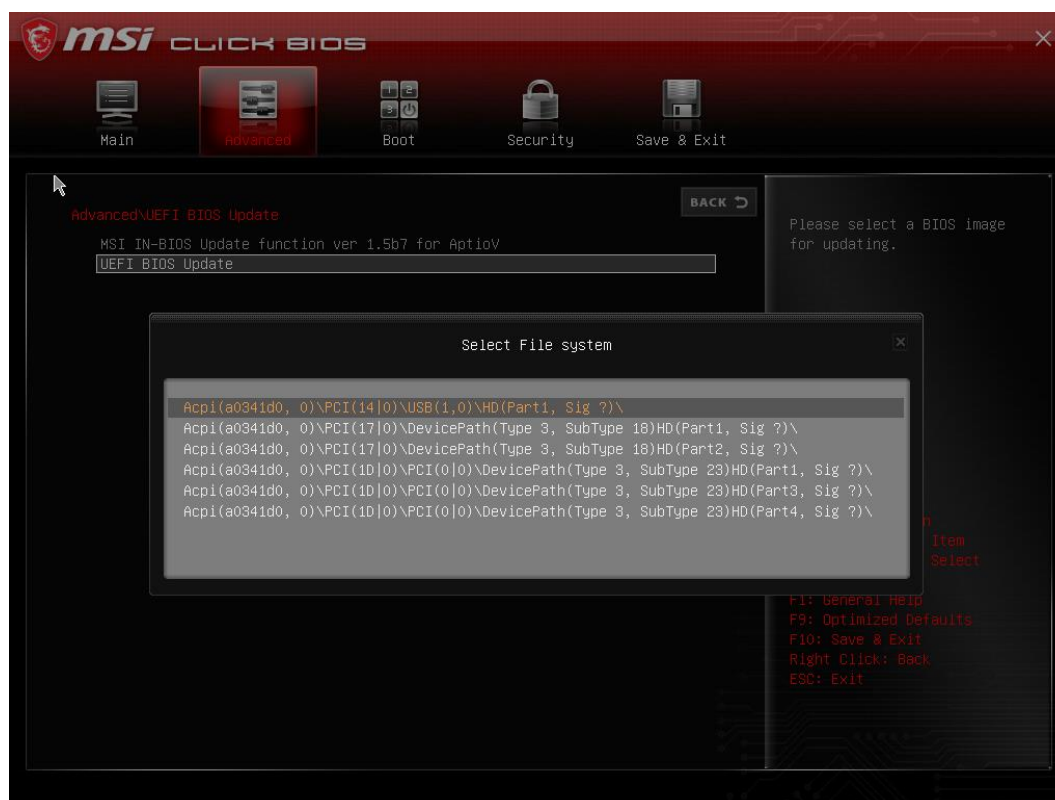 msi CLICK BIOS
Main
Advanced
Boot
Security
Save & Exit
BACK
Advanced\UEFI BIOS Update
MSI IN-BIOS Update function ver 1.5b7 for AptioV
UEFI BIOS Update
Please select a BIOS image
for updating.
Select File system
Acpi(a0341d0, 0)\PCI(14|0)\USB(1,0)\HD(Part1, Sig ?)\
Acpi(a0341d0, 0)\PCI(17|0)\DevicePath(Type 3, SubType 18)HD(Part1, Sig ?)\
Acpi(a0341d0, 0)\PCI(17|0)\DevicePath(Type 3, SubType 18)HD(Part2, Sig ?)\
Acpi(a0341d0, 0)\PCI(1D|0)\PCI(0|0)\DevicePath(Type 3, SubType 23)HD(Part1, Sig ?)\
Acpi(a0341d0, 0)\PCI(1D|0)\PCI(0|0)\DevicePath(Type 3, SubType 23)HD(Part3, Sig ?)\
Acpi(a0341d0, 0)\PCI(1D|0)\PCI(0|0)\DevicePath(Type 3, SubType 23)HD(Part4, Sig ?)\
Item
Select
F1: General Help
F9: Optimized Defaults
F10: Save & Exit
Right Click: Back
ESC: Exit